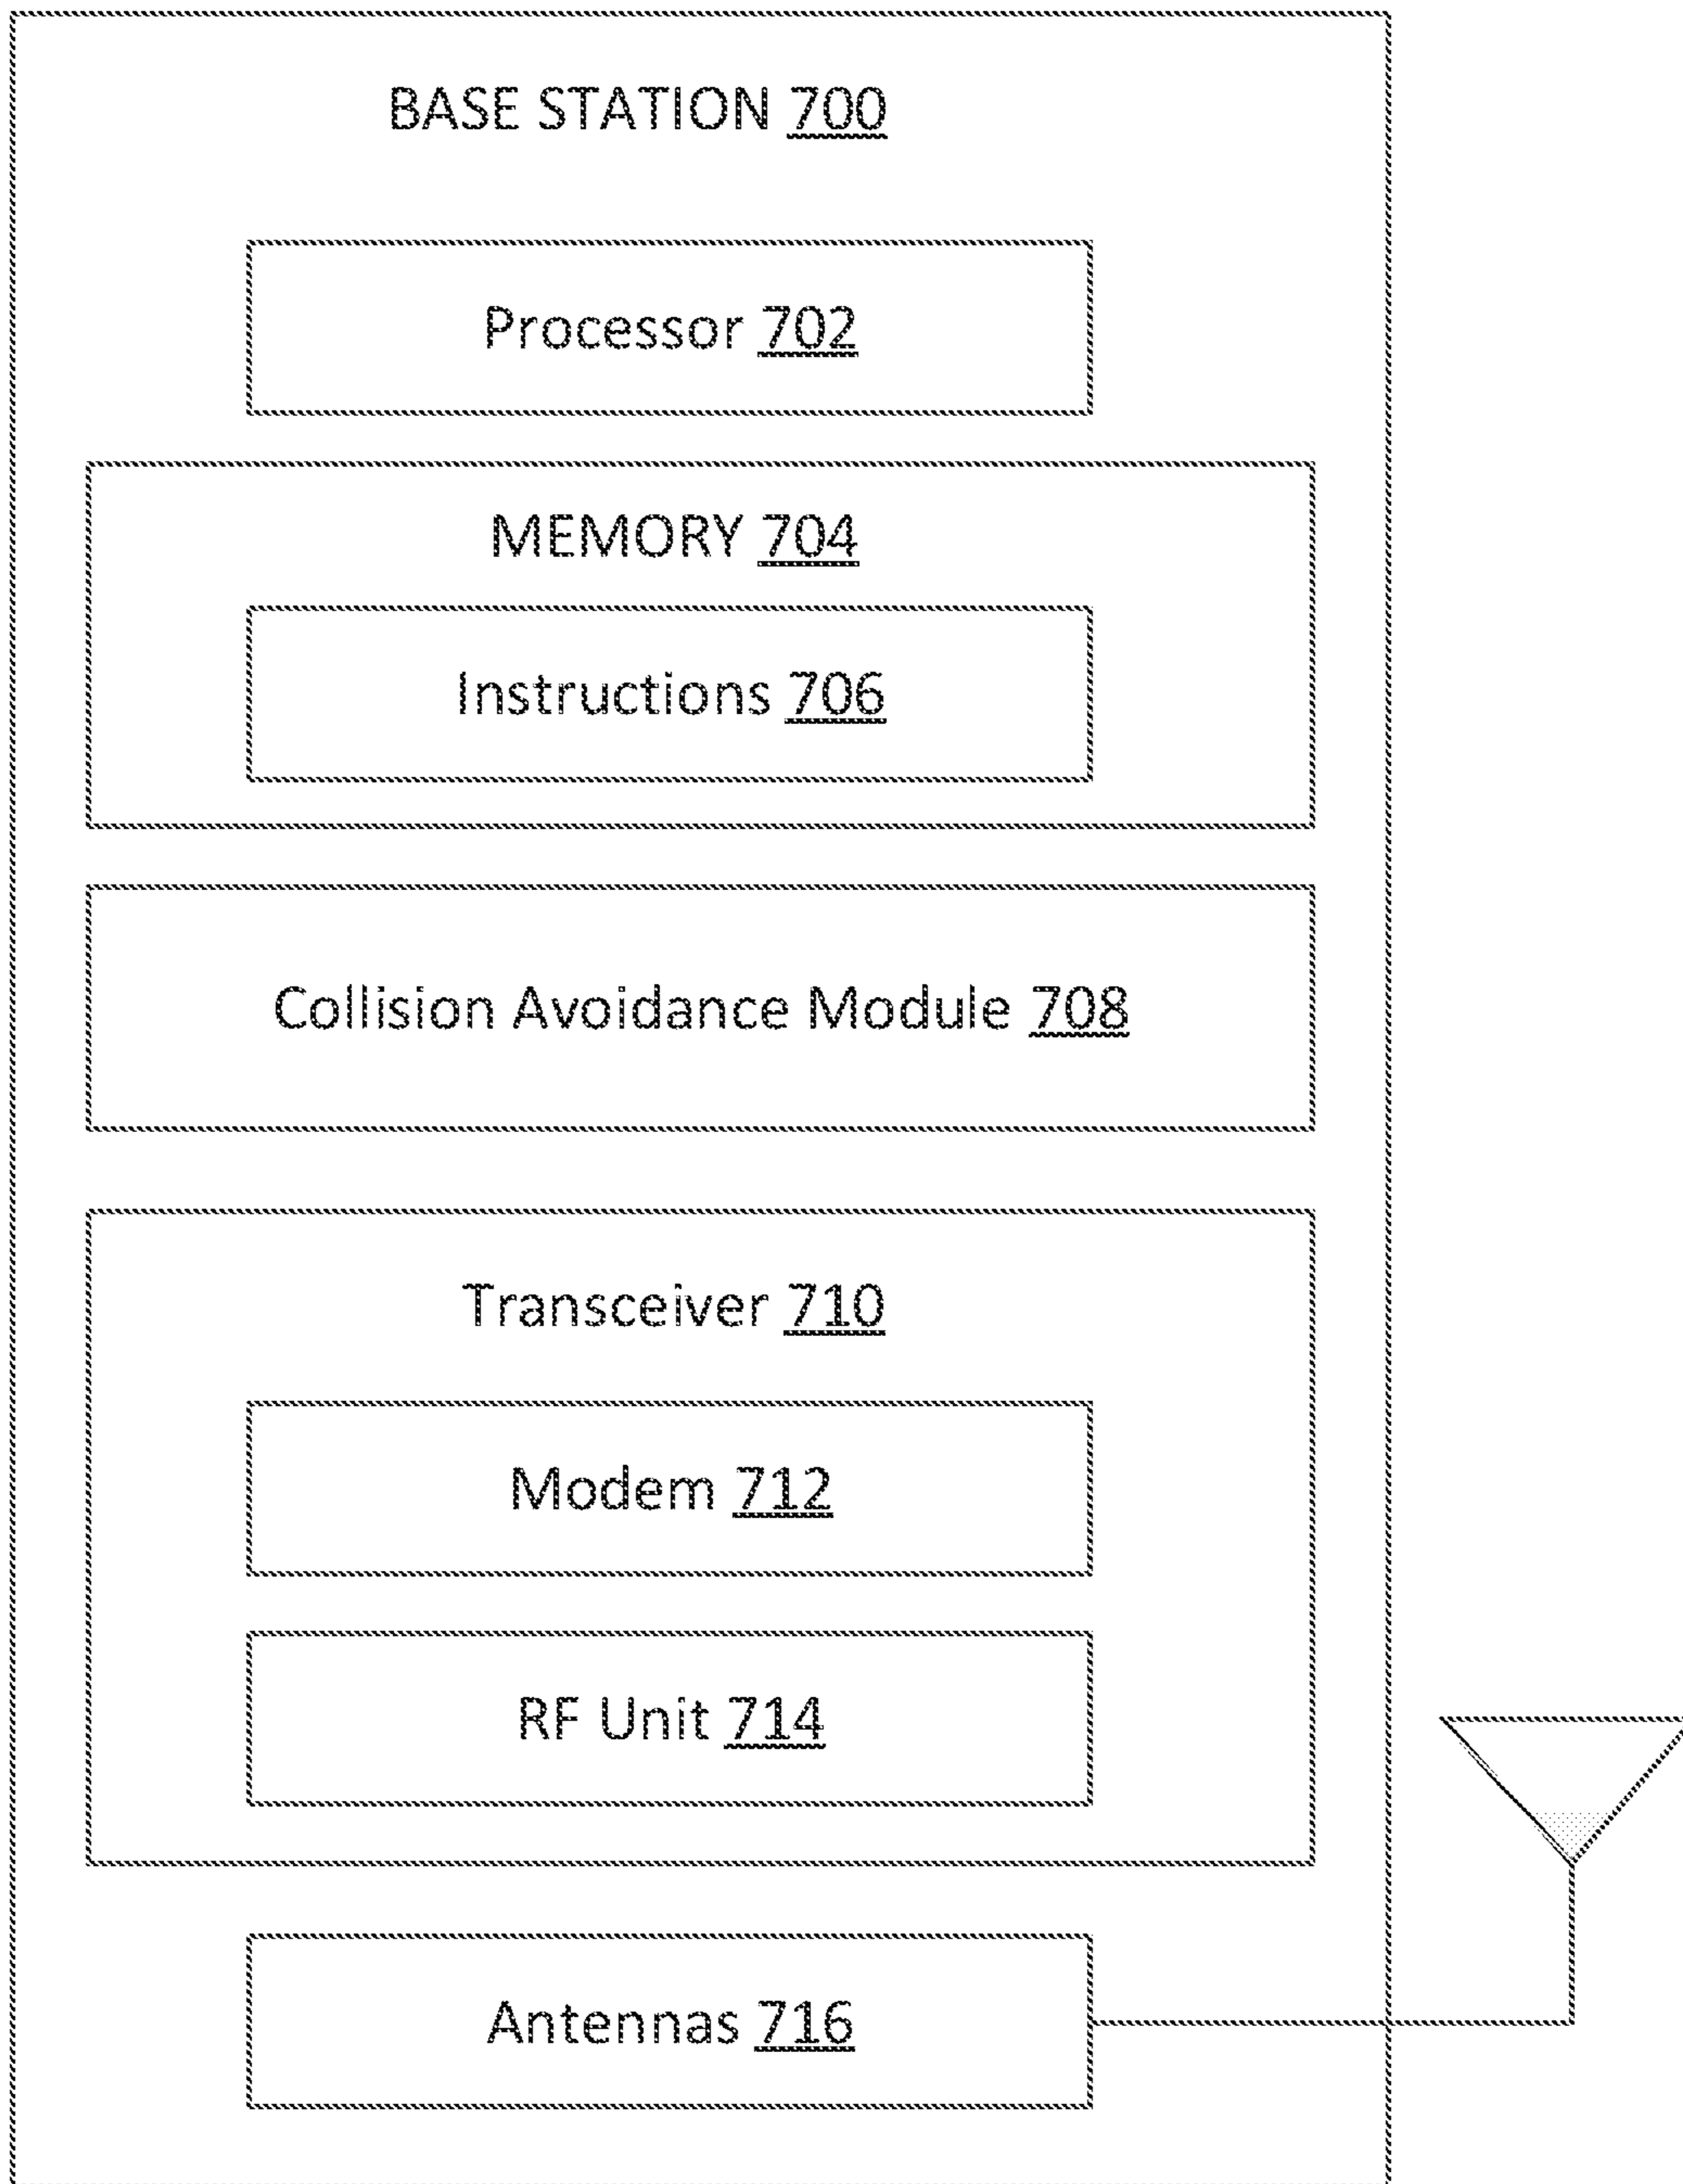 BASE STATION 700
Processor 702
MEMORY 704
Instructions 706
Collision Avoidance Module 708
Transceiver 710
Modem 712
RF Unit 714
Antennas 716